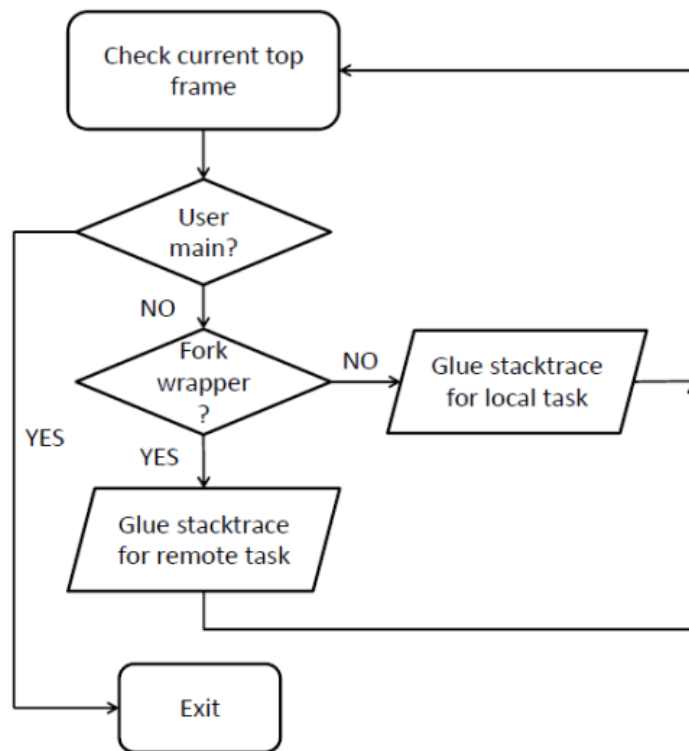 Check current top
frame
User
main?
NO
Fork
wrapper
?
NO
Glue stacktrace
for local task
YES
YES
Glue stacktrace
for remote task
Exit